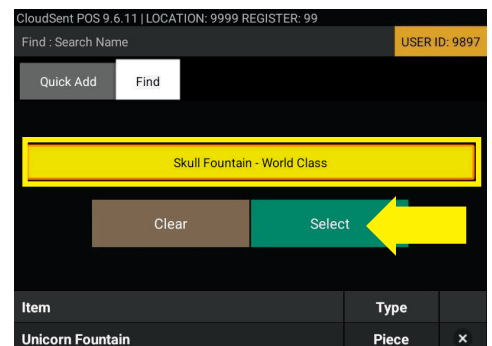 CloudSent POS 9.6.11 | LOCATION: 9999 REGISTER: 99
Find : Search Name USER ID: 9897
Quick Add Find
Skull Fountain - World Class
Clear Select
Item Type
Unicorn Fountain Piece ×